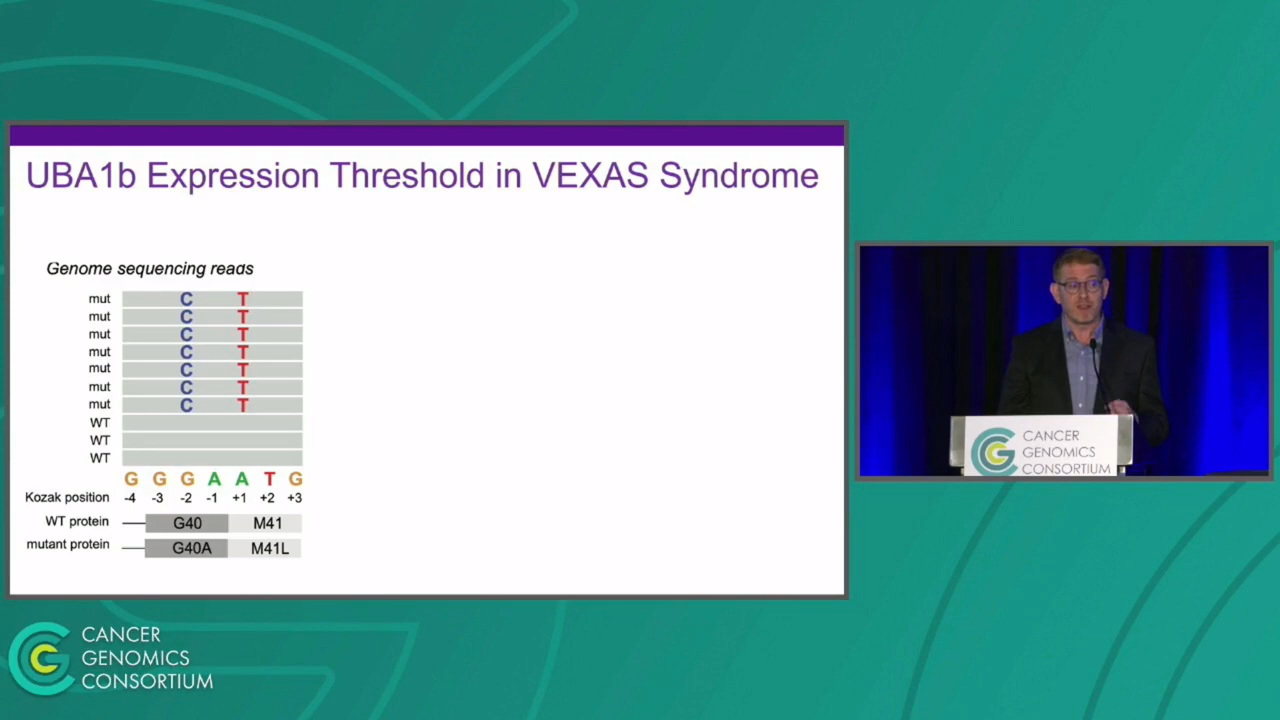 UBA1b Expression Threshold in VEXAS Syndrome
Genome sequencing reads
mut C T
mut C T
mut C T
mut C T
mut C T
mut C T
mut C T
WT
WT
WT
G G G A A T G
Kozak position -4 -3 -2 -1 +1 +2 +3
WT protein G40 M41
mutant protein G40A M41L
CANCER
GENOMICS
CONSORTIUM
CANCER
GENOMICS
CONSORTIUM